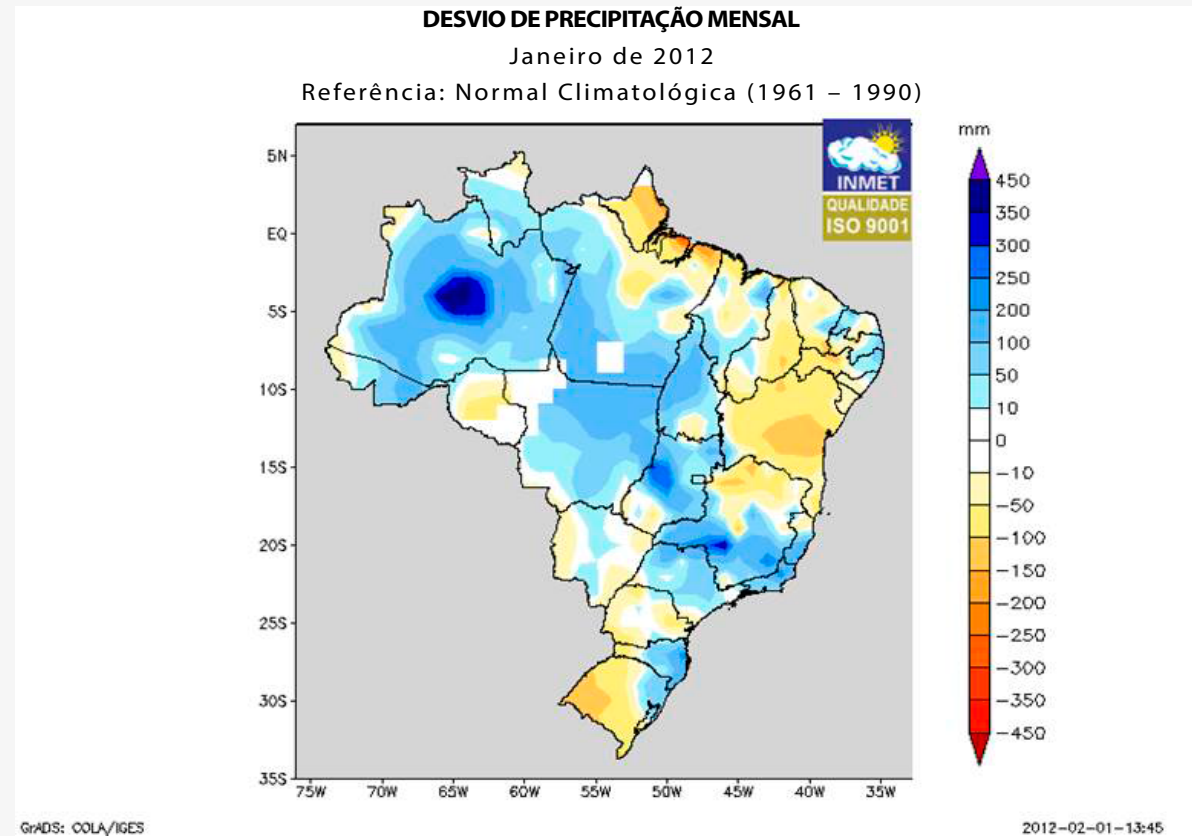 DESVIO DE PRECIPITAÇÃO MENSAL
Janeiro de 2012
Referência: Normal Climatológica (1961 – 1990)
mm
INMET
QUALIDADE
ISO 9001
5N
EQ
5S
10S
15S
20S
25S
30S
35S
75W 70W 65W 60W 55W 50W 45W 40W 35W
450
350
300
250
200
100
50
10
0
−10
−50
−100
−150
−200
−250
−300
−350
−450
GrADS: COLA/IGES
2012−02−01−13:45